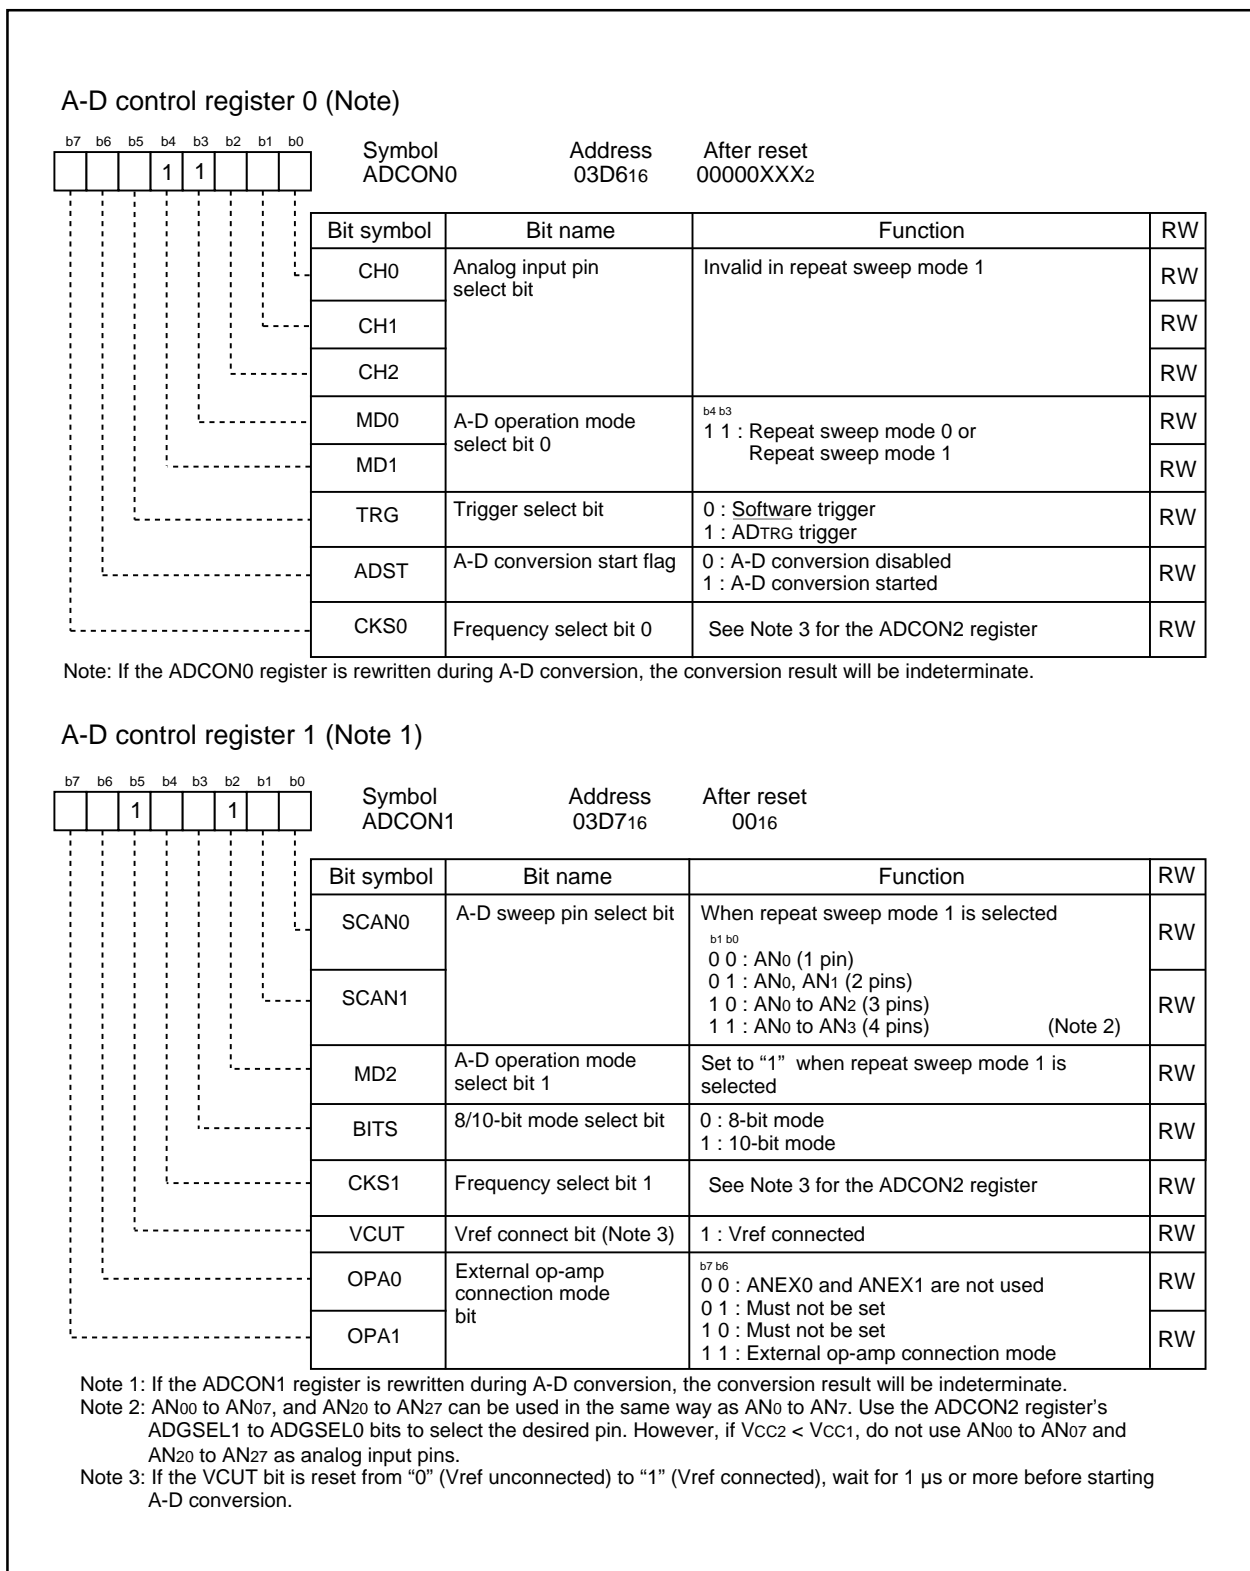 A-D control register 0 (Note)
b7 b6 b5 b4 b3 b2 b1 b0
1 1
Symbol Address After reset
ADCON0 03D616 00000XXX2
Bit symbol Bit name Function RW
CH0 Analog input pin select bit Invalid in repeat sweep mode 1 RW
CH1 RW
CH2 RW
MD0 A-D operation mode select bit 0 b4 b3
1 1 : Repeat sweep mode 0 or RW
Repeat sweep mode 1
MD1 RW
TRG Trigger select bit 0 : Software trigger RW
1 : ADTRG trigger
ADST A-D conversion start flag 0 : A-D conversion disabled RW
1 : A-D conversion started
CKS0 Frequency select bit 0 See Note 3 for the ADCON2 register RW
Note: If the ADCON0 register is rewritten during A-D conversion, the conversion result will be indeterminate.
A-D control register 1 (Note 1)
b7 b6 b5 b4 b3 b2 b1 b0
1 1
Symbol Address After reset
ADCON1 03D716 0016
Bit symbol Bit name Function RW
SCAN0 A-D sweep pin select bit When repeat sweep mode 1 is selected RW
b1 b0
0 0 : AN0 (1 pin)
0 1 : AN0, AN1 (2 pins)
SCAN1 1 0 : AN0 to AN2 (3 pins) RW
1 1 : AN0 to AN3 (4 pins) (Note 2)
MD2 A-D operation mode select bit 1 Set to “1” when repeat sweep mode 1 is selected RW
BITS 8/10-bit mode select bit 0 : 8-bit mode RW
1 : 10-bit mode
CKS1 Frequency select bit 1 See Note 3 for the ADCON2 register RW
VCUT Vref connect bit (Note 3) 1 : Vref connected RW
OPA0 External op-amp connection mode bit b7 b6
0 0 : ANEX0 and ANEX1 are not used RW
0 1 : Must not be set
OPA1 1 0 : Must not be set RW
1 1 : External op-amp connection mode
Note 1: If the ADCON1 register is rewritten during A-D conversion, the conversion result will be indeterminate.
Note 2: AN00 to AN07, and AN20 to AN27 can be used in the same way as AN0 to AN7. Use the ADCON2 register’s
ADGSEL1 to ADGSEL0 bits to select the desired pin. However, if VCC2 < VCC1, do not use AN00 to AN07 and
AN20 to AN27 as analog input pins.
Note 3: If the VCUT bit is reset from “0” (Vref unconnected) to “1” (Vref connected), wait for 1 µs or more before starting
A-D conversion.